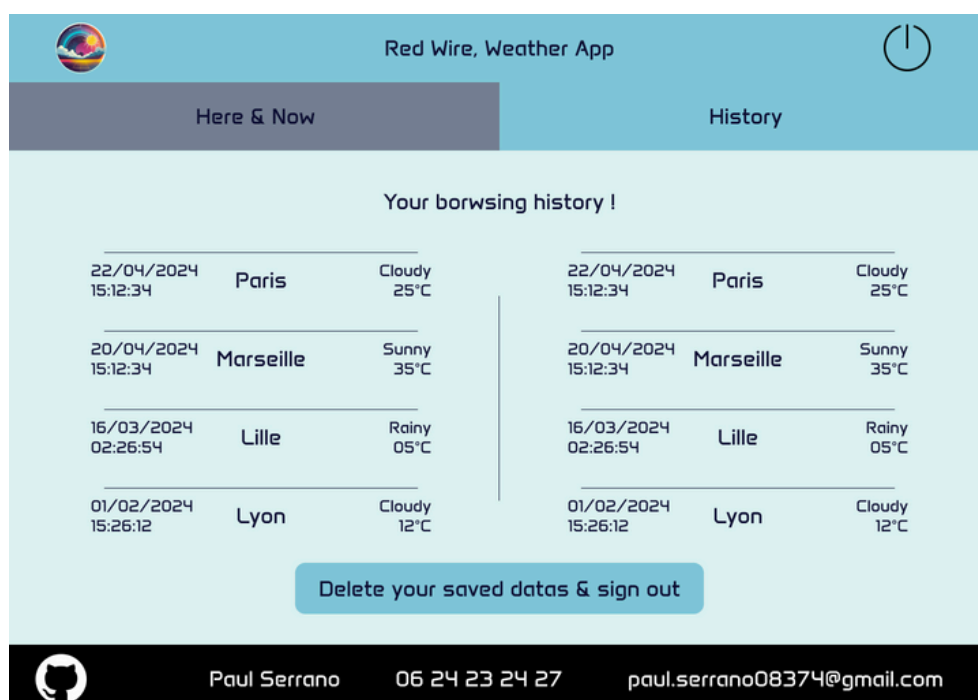 Red Wire, Weather App
Here & Now
History
Your borwsing history !
22/04/2024
15:12:34
Paris
Cloudy
25°C
20/04/2024
15:12:34
Marseille
Sunny
35°C
16/03/2024
02:26:54
Lille
Rainy
05°C
01/02/2024
15:26:12
Lyon
Cloudy
12°C
22/04/2024
15:12:34
Paris
Cloudy
25°C
20/04/2024
15:12:34
Marseille
Sunny
35°C
16/03/2024
02:26:54
Lille
Rainy
05°C
01/02/2024
15:26:12
Lyon
Cloudy
12°C
Delete your saved datas & sign out
Paul Serrano
06 24 23 24 27
paul.serrano08374@gmail.com